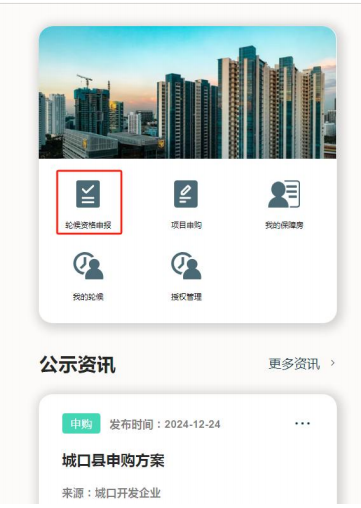 轮候资格申报
项目申购
我的保障房
我的轮候
授权管理
公示资讯
更多资讯 >
申购 发布时间：2024-12-24 ...
城口县申购方案
来源：城口开发企业